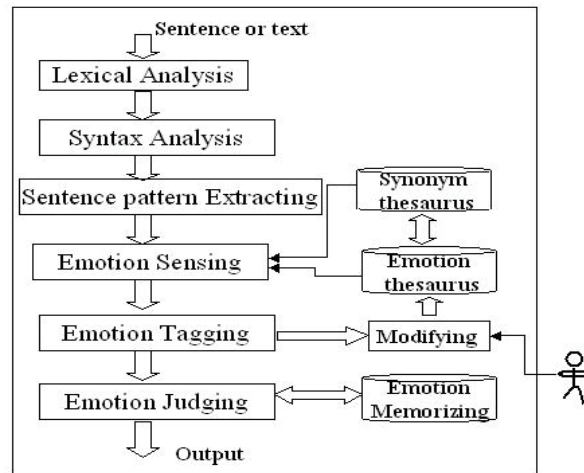 Sentence or text
Lexical Analysis
Syntax Analysis
Sentence pattern Extracting
Synonym
thesaurus
Emotion Sensing
Emotion
thesaurus
Emotion Tagging
Modifying
Emotion Judging
Emotion
Memorizing
Output